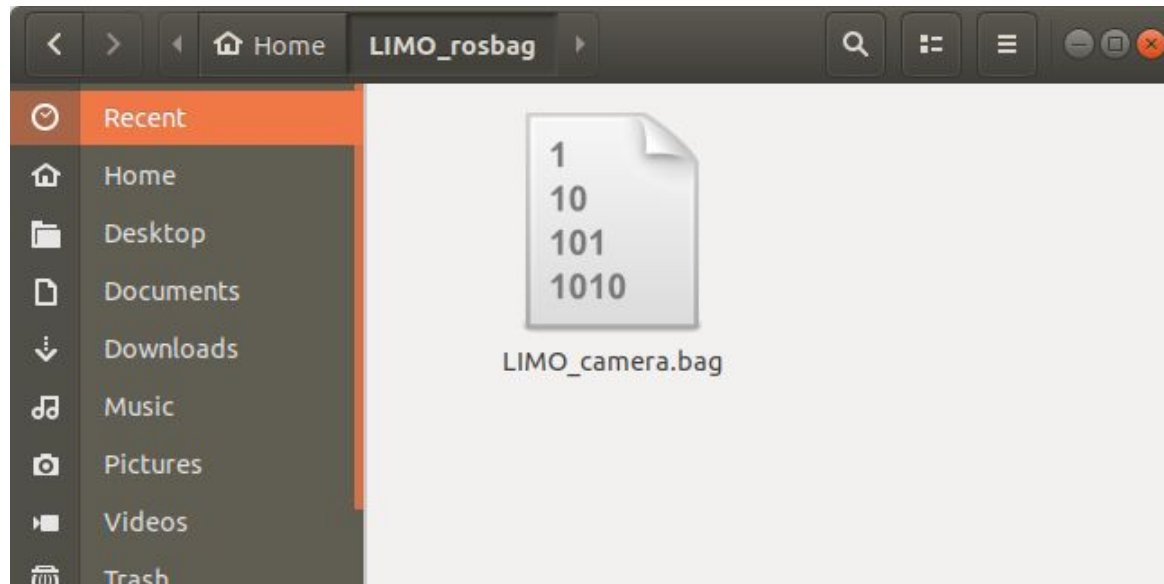 Home LIMO_rosbag
Recent
Home
Desktop
Documents
Downloads
Music
Pictures
Videos
Trash
1
10
101
1010
LIMO_camera.bag